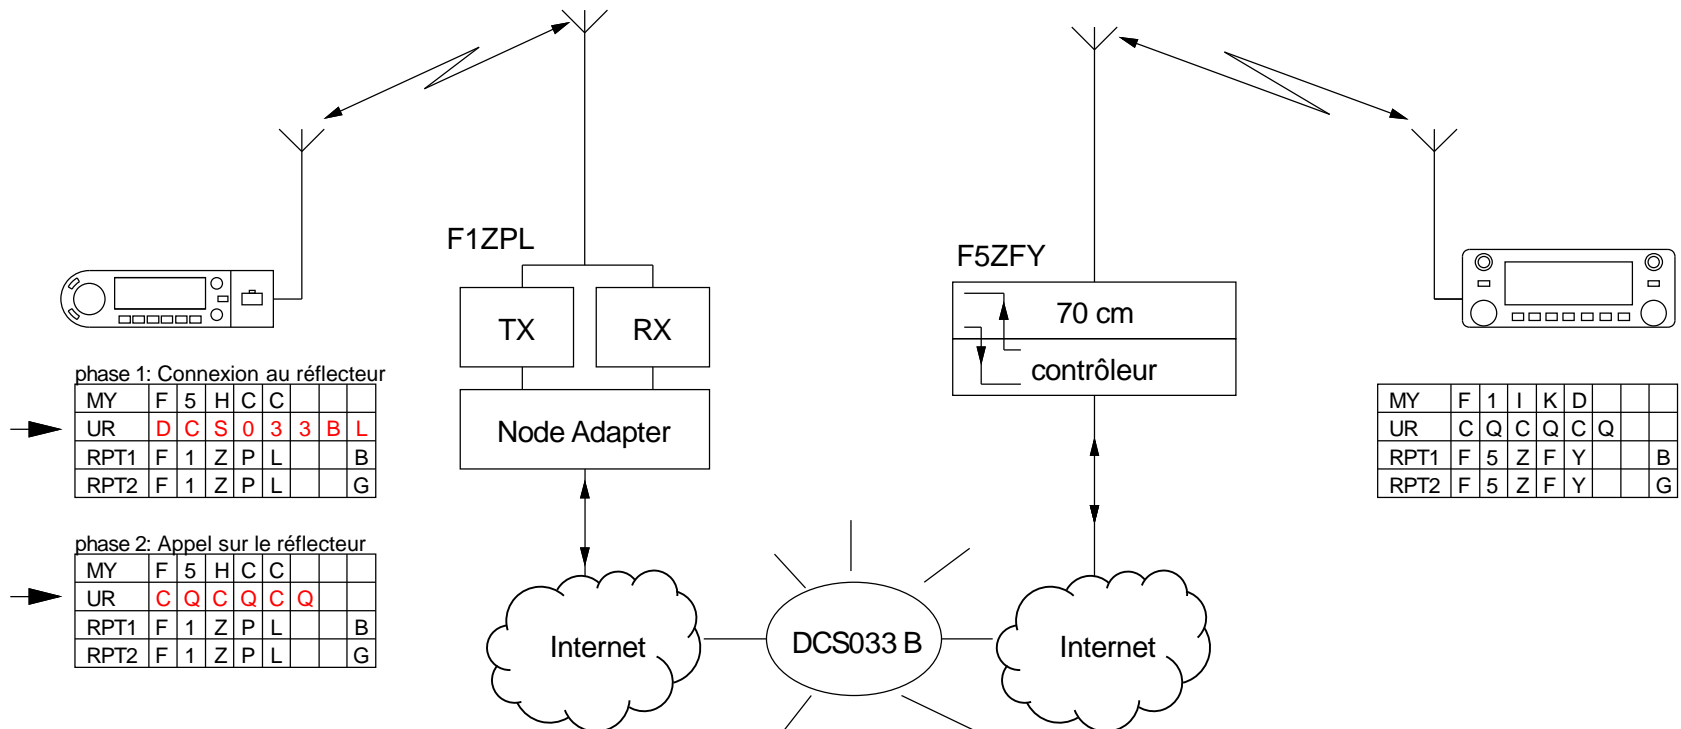 F1ZPL
TX
RX
Node Adapter
Internet
F5ZFY
70 cm
contrôleur
Internet
DCS033 B
phase 1: Connexion au réflecteur
MY F 5 H C C
UR D C S 0 3 3 B L
RPT1 F 1 Z P L B
RPT2 F 1 Z P L G
phase 2: Appel sur le réflecteur
MY F 5 H C C
UR C Q C Q C Q
RPT1 F 1 Z P L B
RPT2 F 1 Z P L G
MY F 1 I K D
UR C Q C Q C Q
RPT1 F 5 Z F Y B
RPT2 F 5 Z F Y G